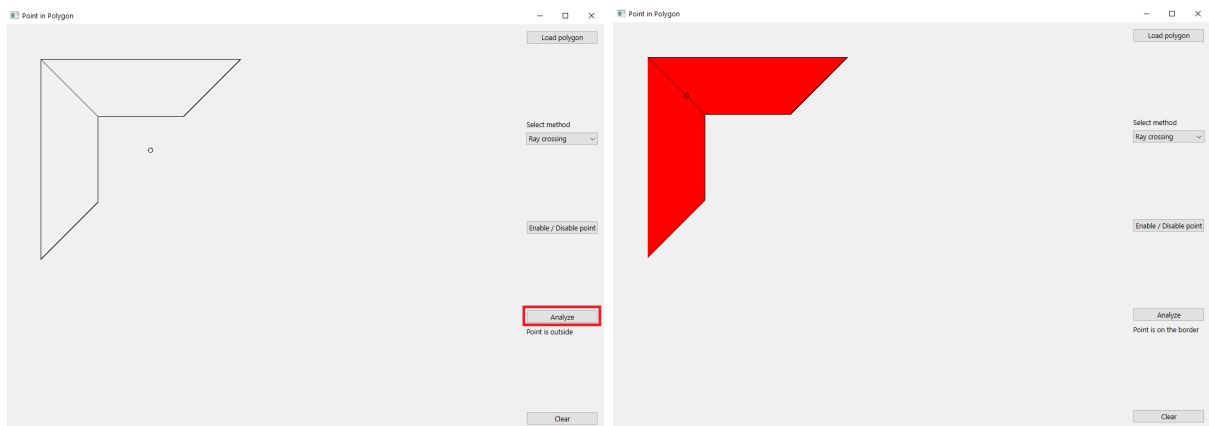 Point in Polygon
Load polygon
Select method
Ray crossing
Enable / Disable point
Analyze
Point is outside
Clear
Point in Polygon
Load polygon
Select method
Ray crossing
Enable / Disable point
Analyze
Point is on the border
Clear